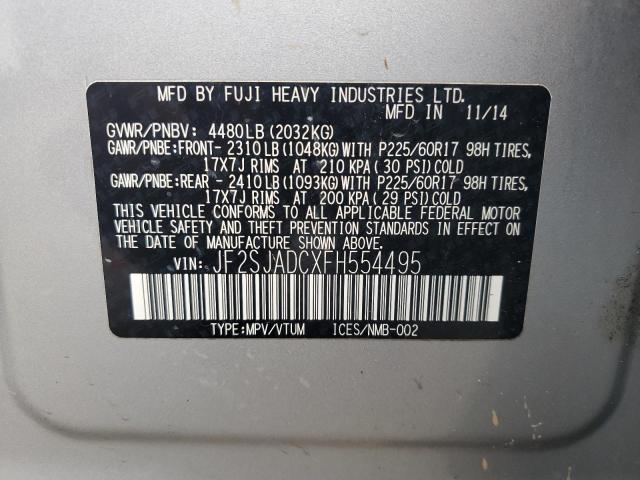 MFD BY FUJI HEAVY INDUSTRIES LTD.
MFD IN 11/14
GVWR/PNBV: 4480LB(2032KG)
GAWR/PNBE:FRONT- 2310LB(1048KG)WITH P225/60R17 98H TIRES,
17X7J RIMS AT 210 KPA( 30 PSI)COLD
GAWR/PNBE:REAR - 2410LB(1093KG)WITH P225/60R17 98H TIRES,
17X7J RIMS AT 200 KPA( 29 PSI)COLD
THIS VEHICLE CONFORMS TO ALL APPLICABLE FEDERAL MOTOR
VEHICLE SAFETY AND THEFT PREVENTION STANDARDS IN EFFECT
ON THE DATE OF MANUFACTURE SHOWN ABOVE.
VIN: JF2SJADCXFH554495
TYPE:MPV/VTUM ICES/NMB-002